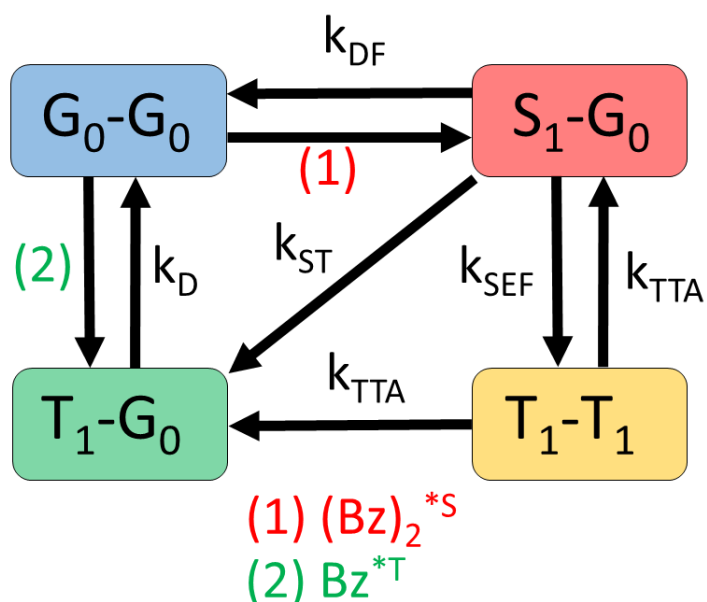 k_DF
G_0-G_0
S_1-G_0
(1)
(2)
k_D
k_ST
k_SEF
k_TTA
k_TTA
T_1-G_0
T_1-T_1
(1) (Bz)_2^*S
(2) Bz^*T